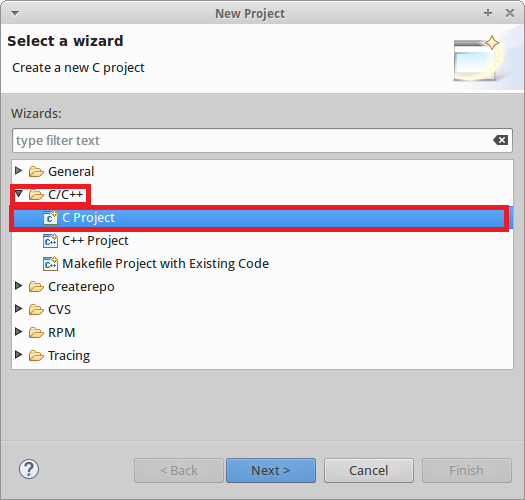 New Project
Select a wizard
Create a new C project
Wizards:
type filter text
General
C/C++
C Project
C++ Project
Makefile Project with Existing Code
Createrepo
CVS
RPM
Tracing
? < Back Next > Cancel Finish